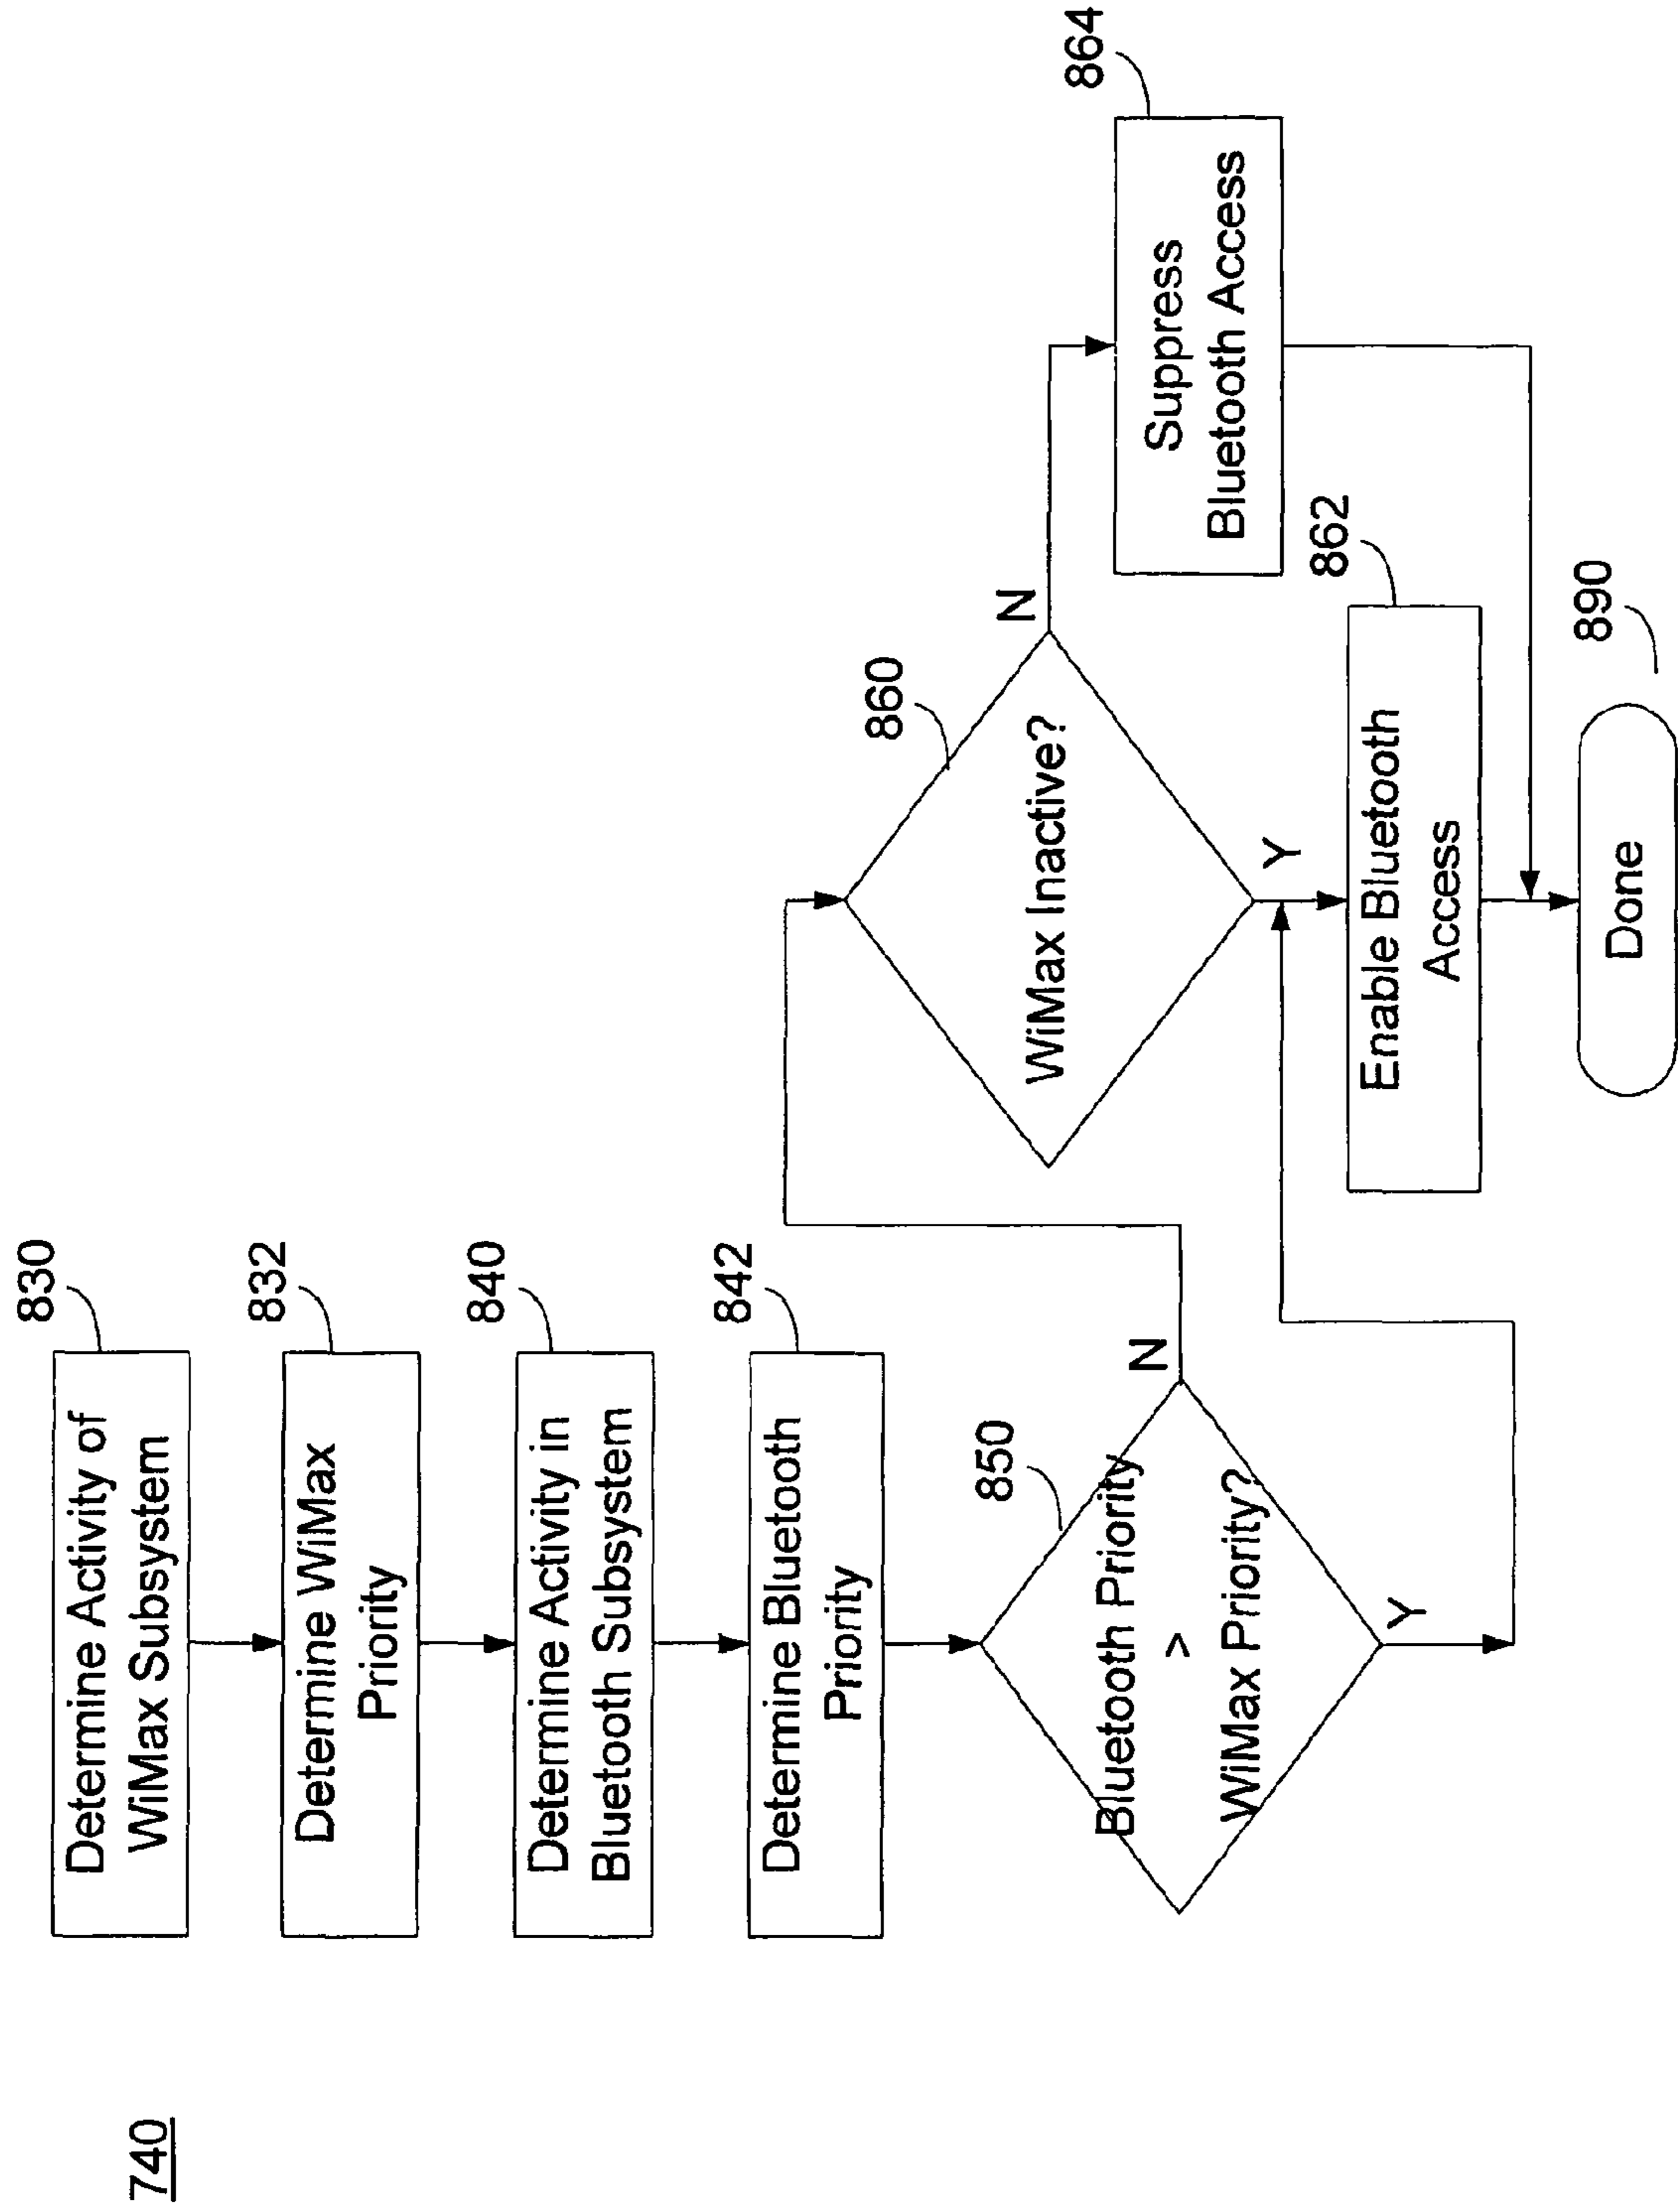 740
830
Determine Activity of
WiMax Subsystem
832
Determine WiMax
Priority
840
Determine Activity in
Bluetooth Subsystem
842
Determine Bluetooth
Priority
850
Bluetooth Priority
>
WiMax Priority?
N
Y
860
WiMax Inactive?
N
Y
864
Suppress
Bluetooth Access
862
Enable Bluetooth
Access
890
Done